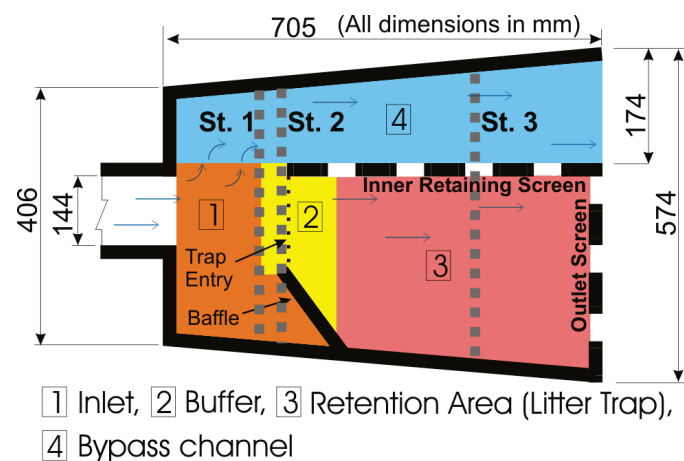 705 (All dimensions in mm)
St. 1
St. 2
4
St. 3
174
406
144
574
Inner Retaining Screen
1
2
3
Trap
Entry
Baffle
Outlet Screen
1 Inlet, 2 Buffer, 3 Retention Area (Litter Trap),
4 Bypass channel